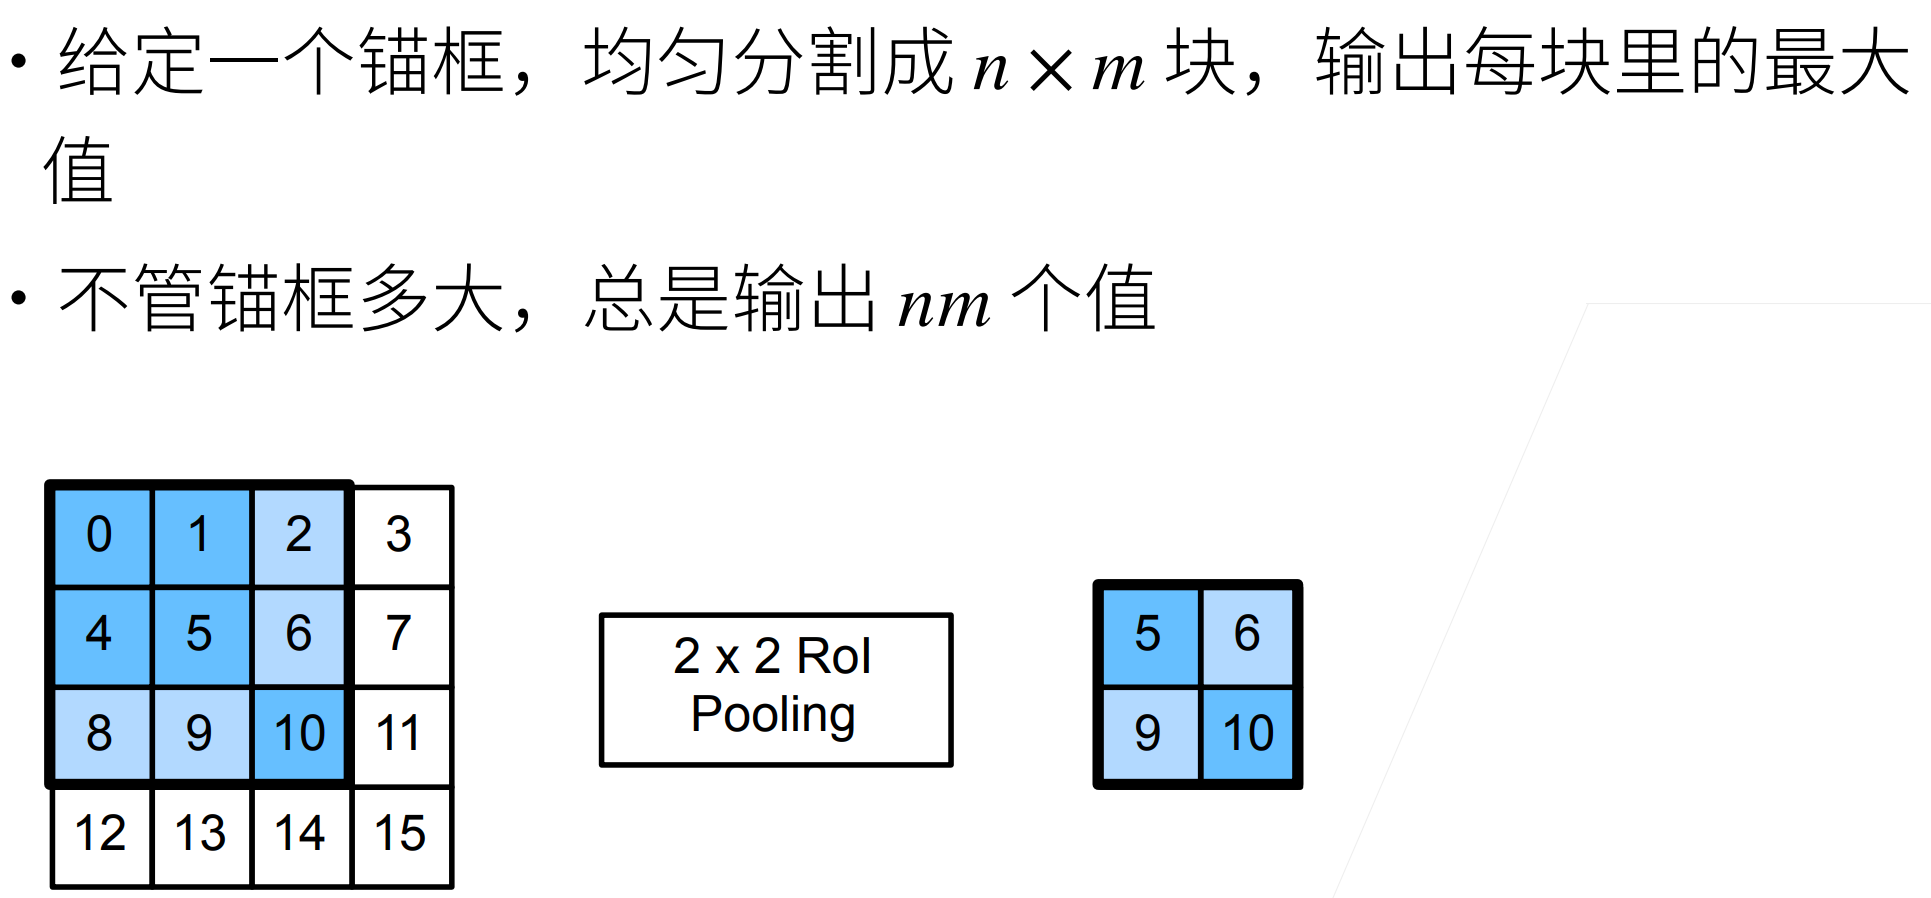 • 给定一个锚框，均匀分割成 n × m 块，输出每块里的最大
值
• 不管锚框多大，总是输出 nm 个值
0 1 2 3
4 5 6 7
8 9 10 11
12 13 14 15
2 x 2 RoI
Pooling
5 6
9 10